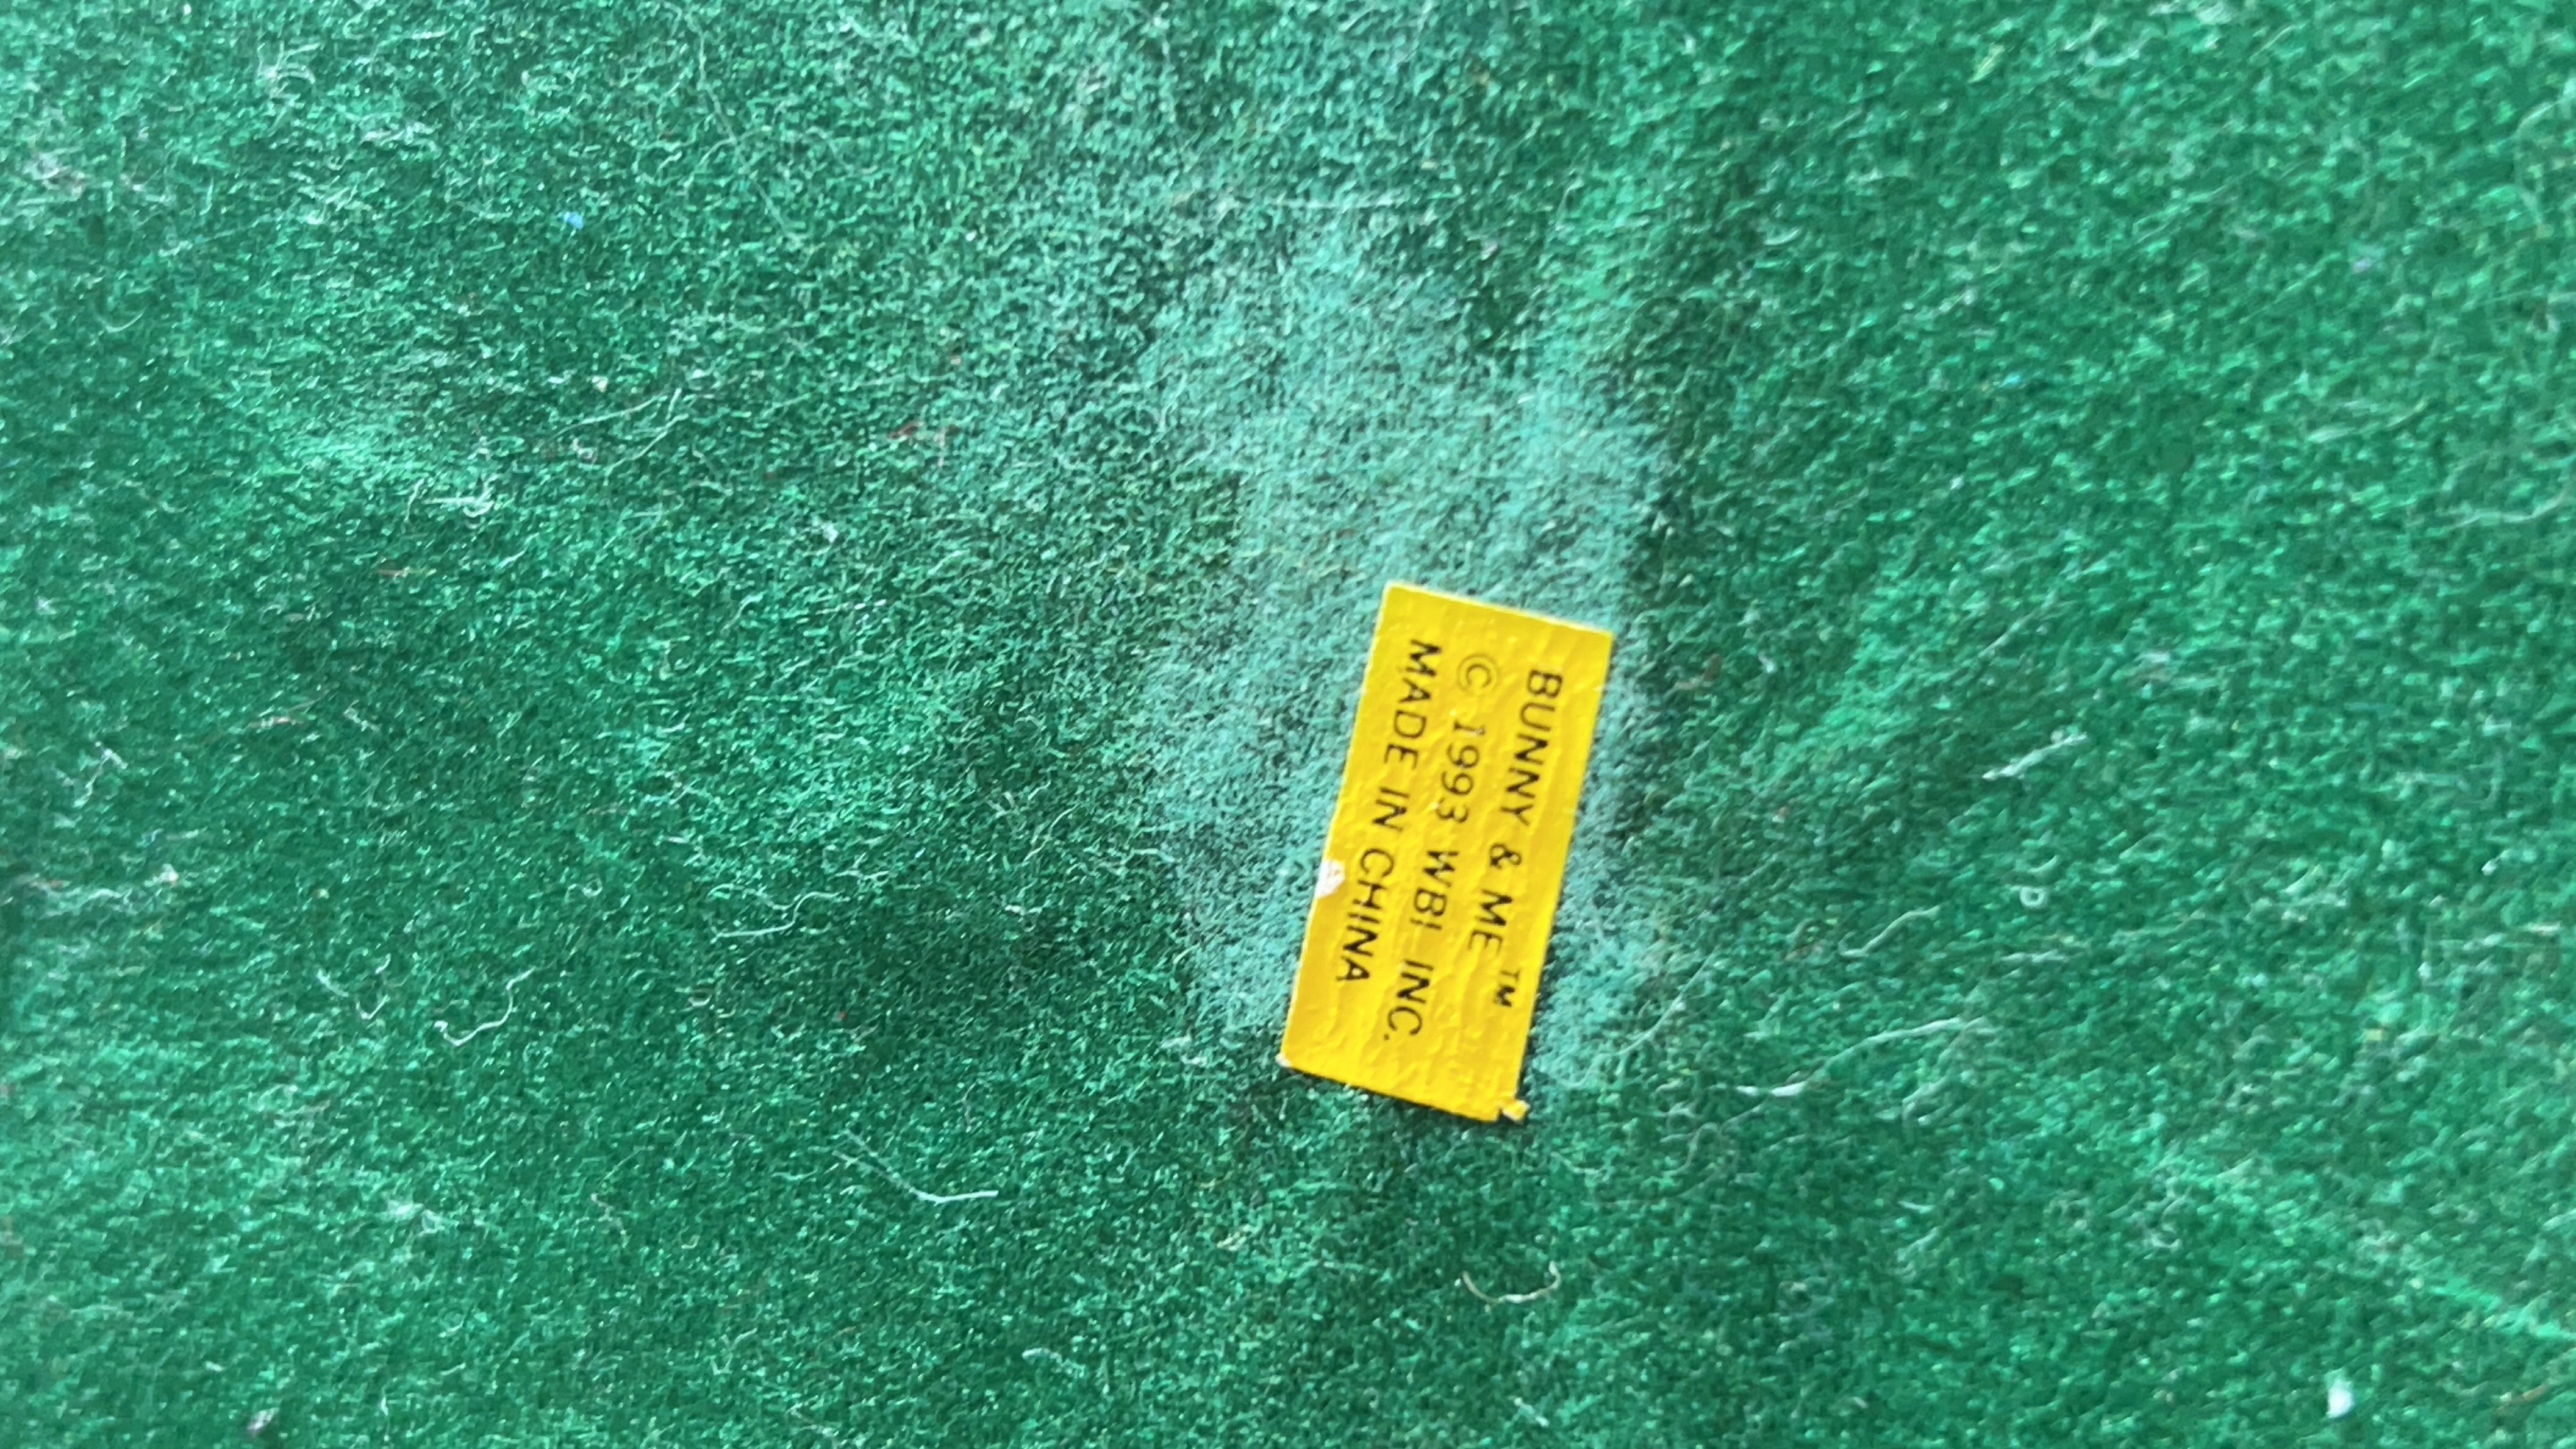 BUNNY & ME ™
© 1993 WBI INC.
MADE IN CHINA